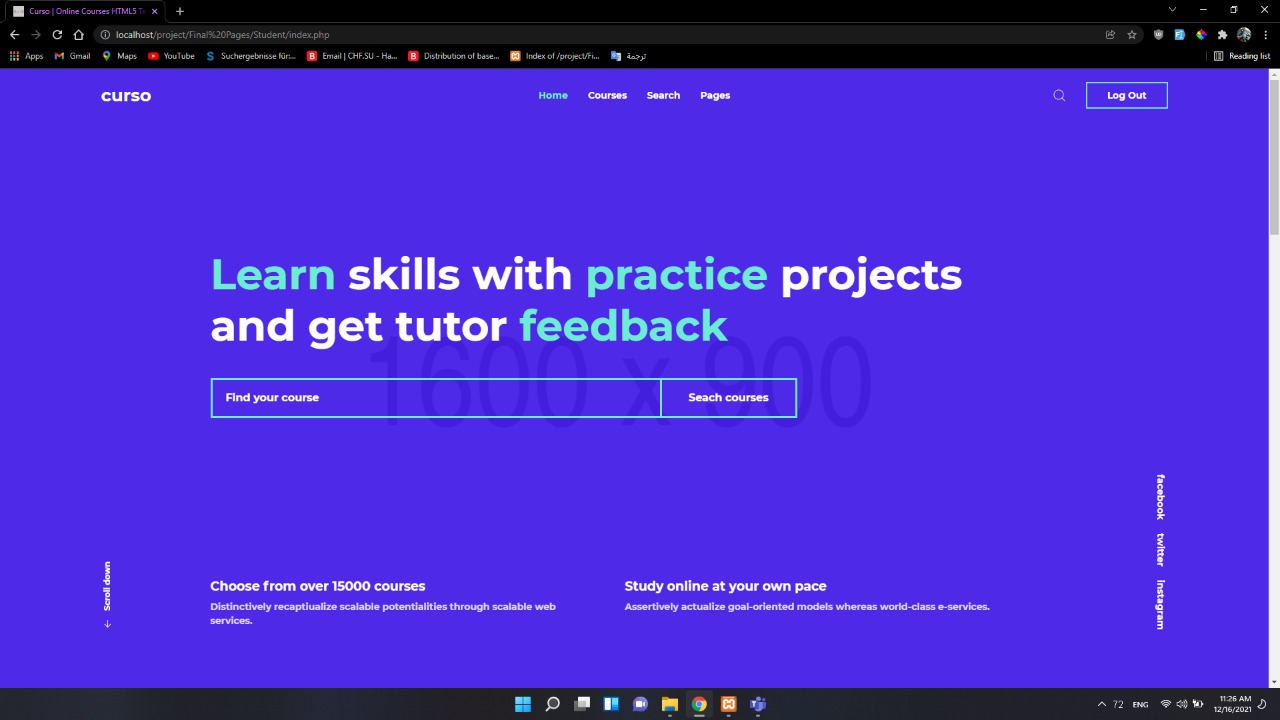 Curso | Online Courses HTML5 Te
localhost/project/Final%20Pages/Student/index.php
Apps Gmail Maps YouTube Suchergebnisse für:... Email | CHF.SU - Ha... Distribution of base... Index of /project/Fi... ترجمة Reading list
curso Home Courses Search Pages Log Out
Learn skills with practice projects
and get tutor feedback
1600 x 900
Find your course Seach courses
facebook twitter instagram
Scroll down
Choose from over 15000 courses
Distinctively recaptiualize scalable potentialities through scalable web
services.
Study online at your own pace
Assertively actualize goal-oriented models whereas world-class e-services.
72 ENG 11:26 AM
12/16/2021